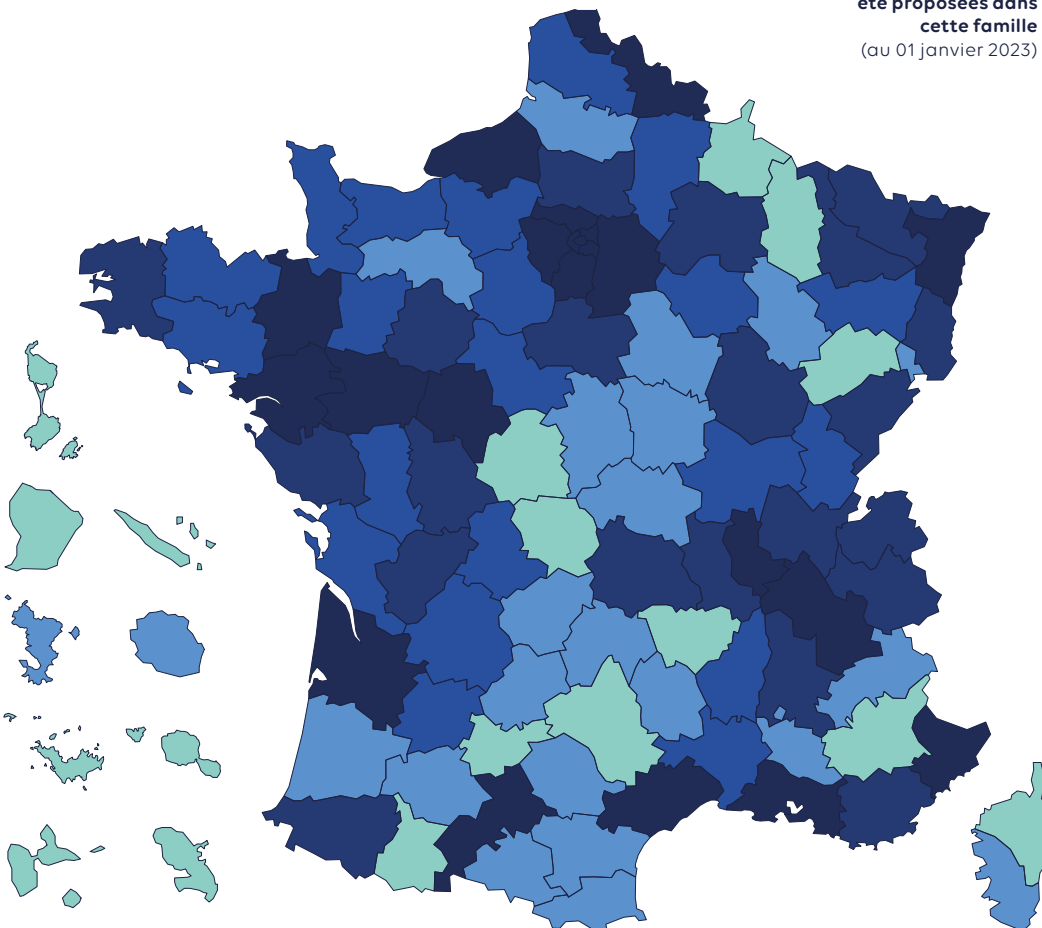 été proposées dans
cette famille
(au 01 janvier 2023)